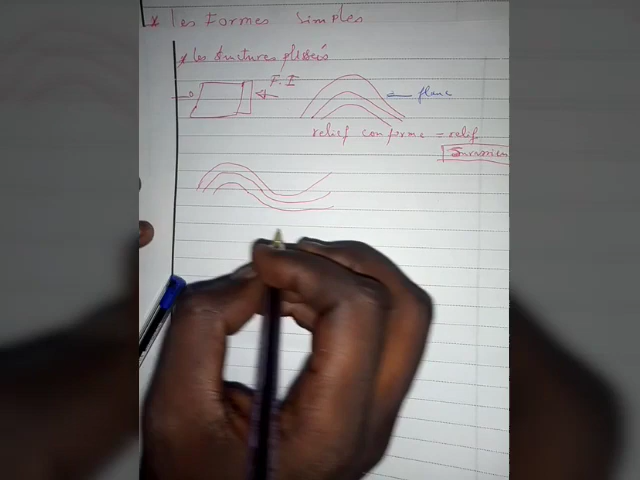 * Les Formes Simples
* les structures plissés
F.E
flanc
relief conforme = relief